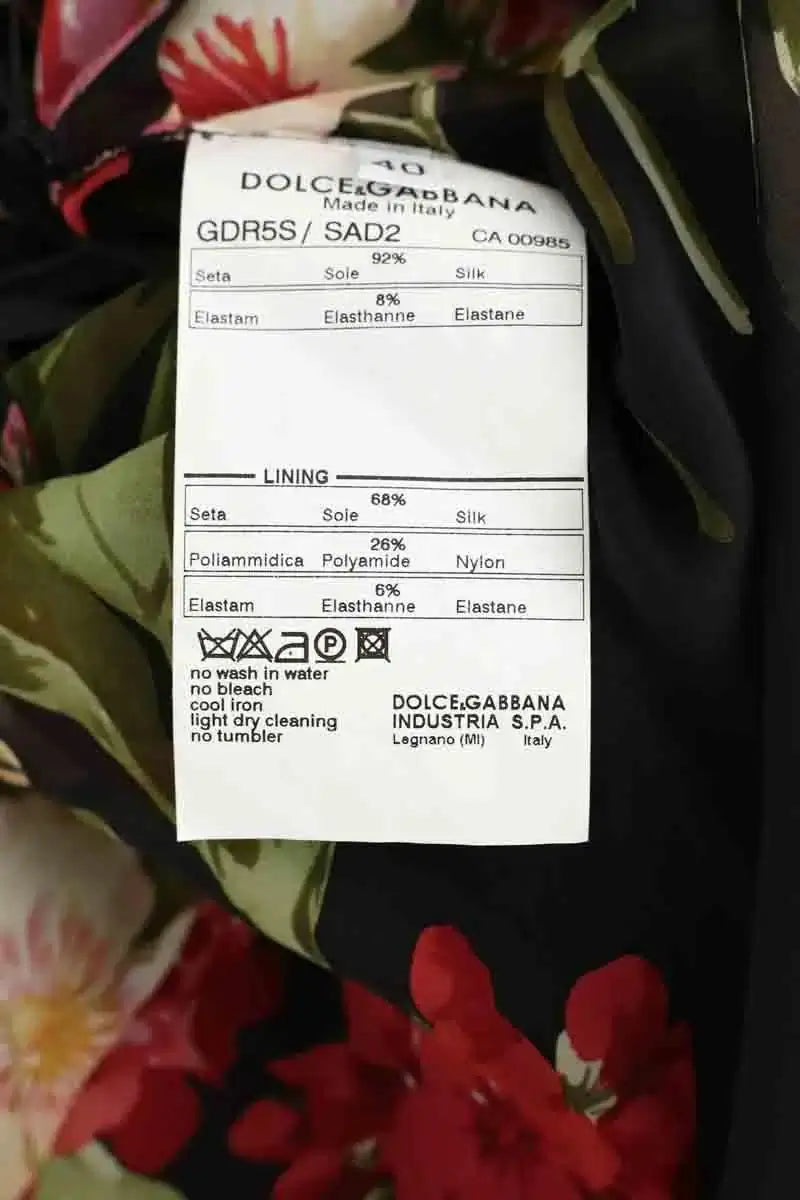 40
DOLCE&GABBANA
Made in Italy
GDR5S/ SAD2 CA 00985
92%
Seta Soie Silk
8%
Elastam Elasthanne Elastane
LINING
68%
Seta Soie Silk
26%
Poliammidica Polyamide Nylon
6%
Elastam Elasthanne Elastane
P
no wash in water
no bleach
cool iron
light dry cleaning
no tumbler
DOLCE&GABBANA
INDUSTRIA S.P.A.
Legnano (MI) Italy